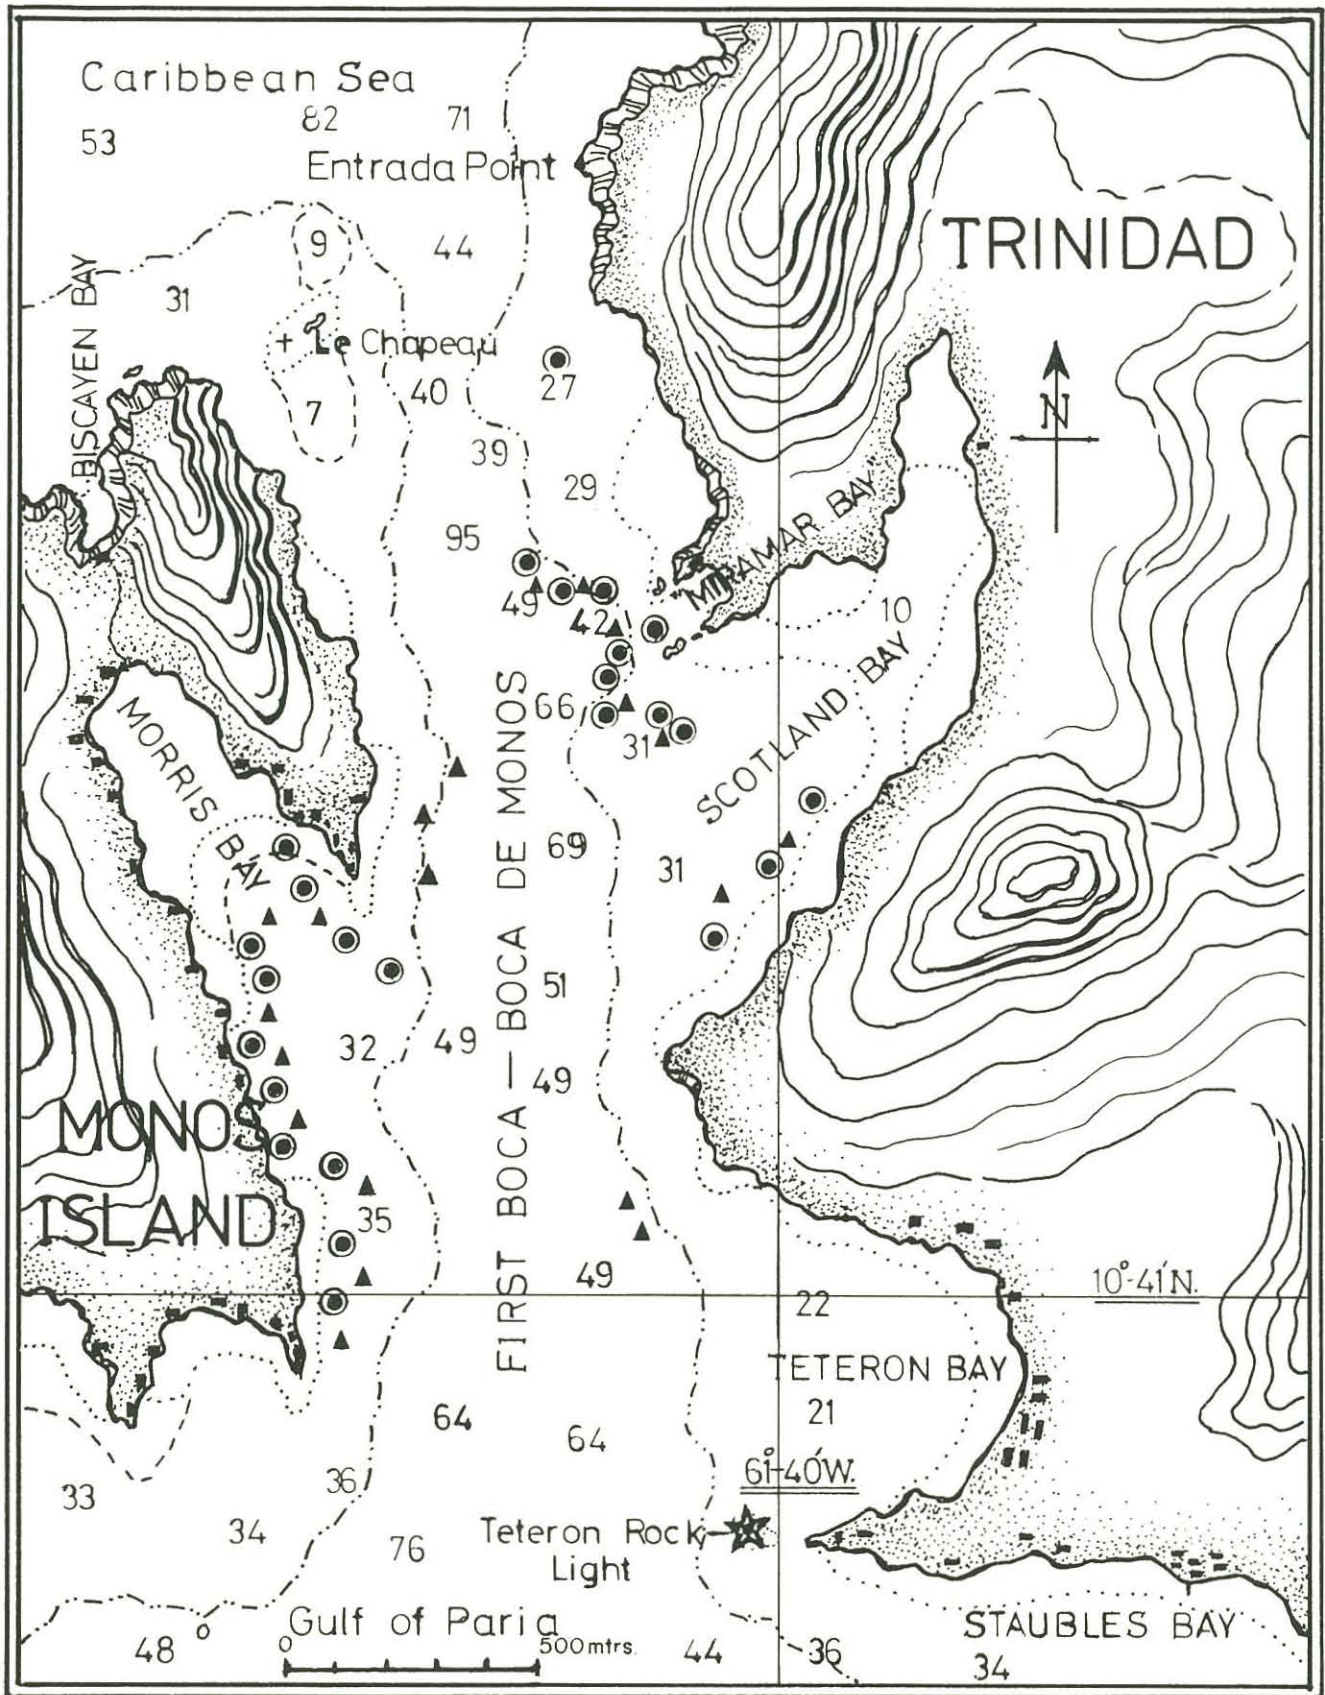 Caribbean Sea
82
71
53
Entrada Point
9
44
TRINIDAD
BISCAYEN BAY
31
+ Le Chapeau
40
27
7
N
39
29
95
MIRAMAR BAY
49
42
10
MORRIS BAY
66
31
SCOTLAND BAY
FIRST BOCA — BOCA DE MONOS
69
31
51
32
49
49
MONOS
ISLAND
35
49
10°-41'N.
22
TETERON BAY
21
64
64
61°-40'W.
36
33
34
Teteron Rock
Light
76
Gulf of Paria
STAUBLES BAY
0
500mtrs.
48
44
36
34